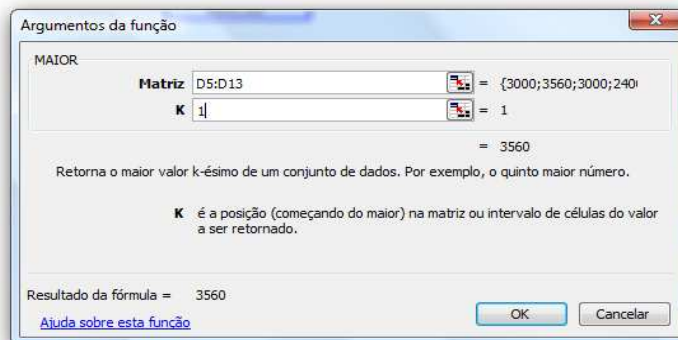 Argumentos da função
MAIOR
Matriz D5:D13 = {3000;3560;3000;240
K 1 = 1
= 3560
Retorna o maior valor k-ésimo de um conjunto de dados. Por exemplo, o quinto maior número.
K é a posição (começando do maior) na matriz ou intervalo de células do valor
a ser retornado.
Resultado da fórmula = 3560
Ajuda sobre esta função
OK Cancelar